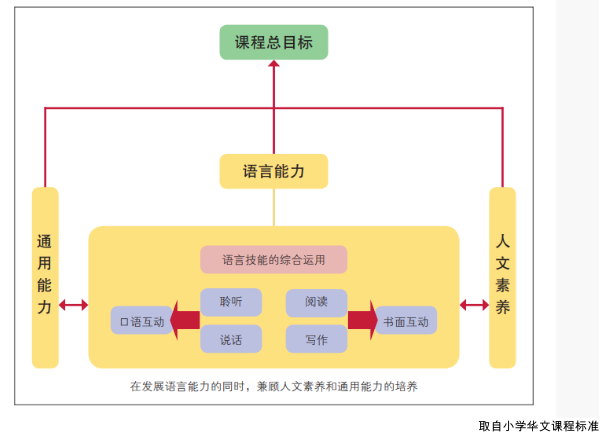 课程总目标
语言能力
通用能力
人文素养
语言技能的综合运用
聆听
阅读
口语互动
书面互动
说话
写作
在发展语言能力的同时，兼顾人文素养和通用能力的培养
取自小学华文课程标准